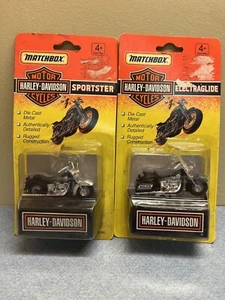 MATCHBOX
4+
MOTOR
HARLEY-DAVIDSON
CYCLES
SPORTSTER
Die Cast
Metal
Authentically
Detailed
Rugged
Construction
HARLEY-DAVIDSON
MATCHBOX
4+
MOTOR
HARLEY-DAVIDSON
CYCLES
ELECTRAGLIDE
Die Cast
Metal
Authentically
Detailed
Rugged
Construction
HARLEY-DAVIDSON